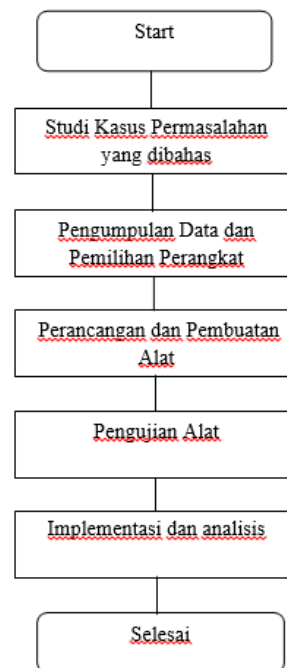 Start
Studi Kasus Permasalahan
yang dibahas
Pengumpulan Data dan
Pemilihan Perangkat
Perancangan dan Pembuatan
Alat
Pengujian Alat
Implementasi dan analisis
Selesai